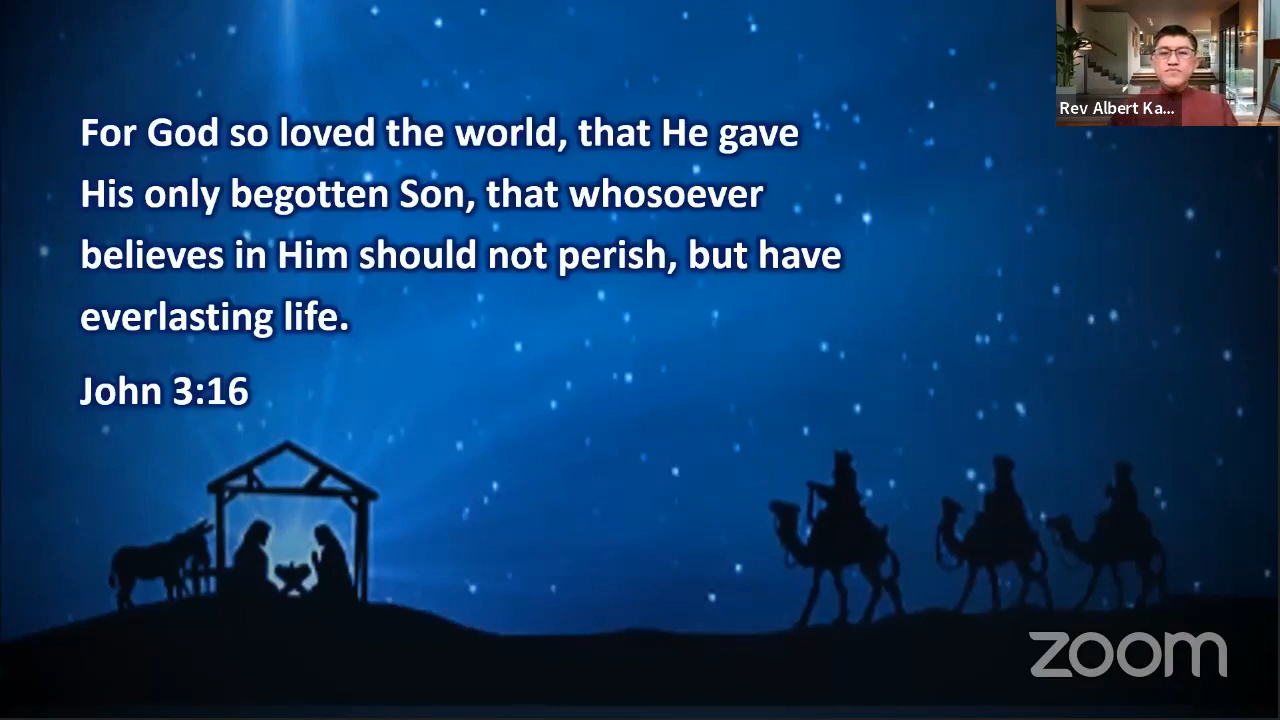 For God so loved the world, that He gave
His only begotten Son, that whosoever
believes in Him should not perish, but have
everlasting life.
John 3:16
Rev Albert Ka...
zoom